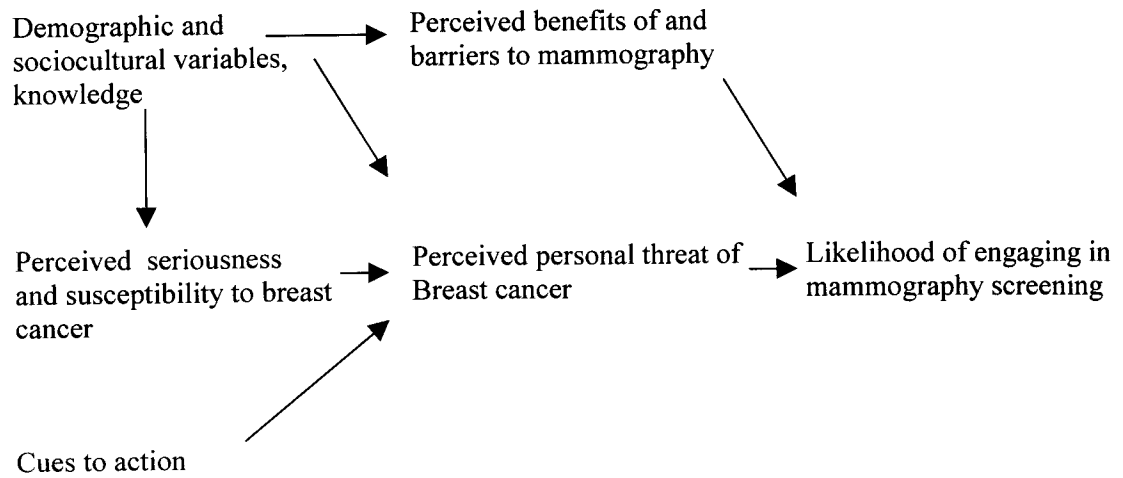 Demographic and
sociocultural variables,
knowledge
Perceived benefits of and
barriers to mammography
Perceived seriousness
and susceptibility to breast
cancer
Perceived personal threat of
Breast cancer
Likelihood of engaging in
mammography screening
Cues to action